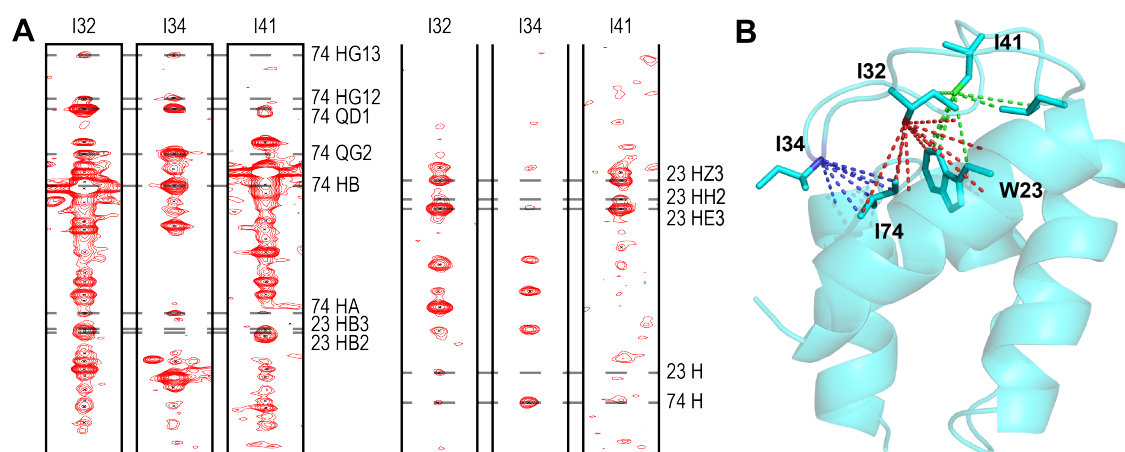 A
I32 I34 I41
74 HG13
74 HG12
74 QD1
74 QG2
74 HB
74 HA
23 HB3
23 HB2
I32 I34 I41
23 HZ3
23 HH2
23 HE3
23 H
74 H
B
I41
I32
I34
W23
I74